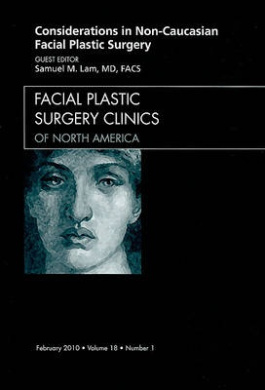 Considerations in Non-Caucasian
Facial Plastic Surgery
GUEST EDITOR
Samuel M. Lam, MD, FACS
FACIAL PLASTIC
SURGERY CLINICS
OF NORTH AMERICA
February 2010 • Volume 18 • Number 1